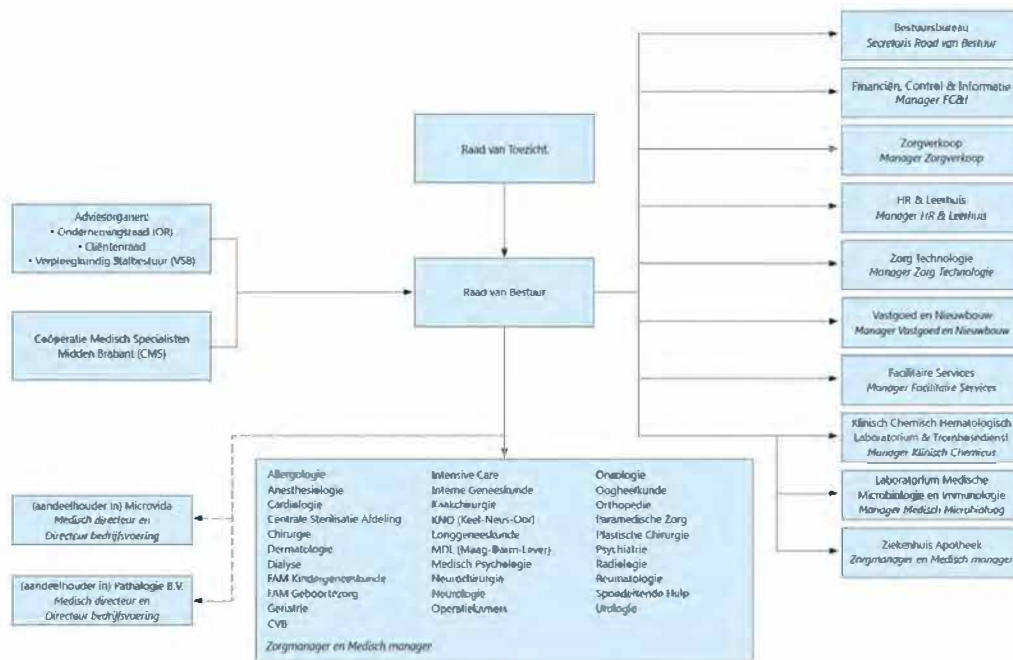 Raad van Toezicht
Adviesorganen:
• Ondernemingsraad (OR)
• Cliëntenraad
• Verpleegkundig Stafbestuur (VSB)
Raad van Bestuur
Coöperatie Medisch Specialisten
Midden Brabant (CMS)
Bestuursbureau
Secretaris Raad van Bestuur
Financiën, Control & Informatie
Manager FC&I
Zorgverkoop
Manager Zorgverkoop
HR & Leerhuis
Manager HR & Leerhuis
Zorg Technologie
Manager Zorg Technologie
Vastgoed en Nieuwbouw
Manager Vastgoed en Nieuwbouw
Facilitaire Services
Manager Facilitaire Services
Klinisch Chemisch Hematologisch
Laboratorium & Trombosedienst
Manager Klinisch Chemicus
Laboratorium Medische
Microbiologie en Immunologie
Manager Medisch Microbioloog
Ziekenhuis Apotheek
Zorgmanager en Medisch manager
(aandeelhouder in) Microvida
Medisch directeur en
Directeur bedrijfsvoering
(aandeelhouder in) Pathologie B.V.
Medisch directeur en
Directeur bedrijfsvoering
Allergologie
Anesthesiologie
Cardiologie
Centrale Sterilisatie Afdeling
Chirurgie
Dermatologie
Dialyse
FAM Kindergeneeskunde
FAM Geboortezorg
Geriatrie
CVB
Intensive Care
Interne Geneeskunde
Kaakchirurgie
KNO (Keel-Neus-Oor)
Longgeneeskunde
MDL (Maag-Darm-Lever)
Medisch Psychologie
Neurochirurgie
Neurologie
Operatiekamers
Oncologie
Oogheelkunde
Orthopedie
Paramedische Zorg
Plastische Chirurgie
Psychiatrie
Radiologie
Reumatologie
Spoedeisende Hulp
Urologie
Zorgmanager en Medisch manager